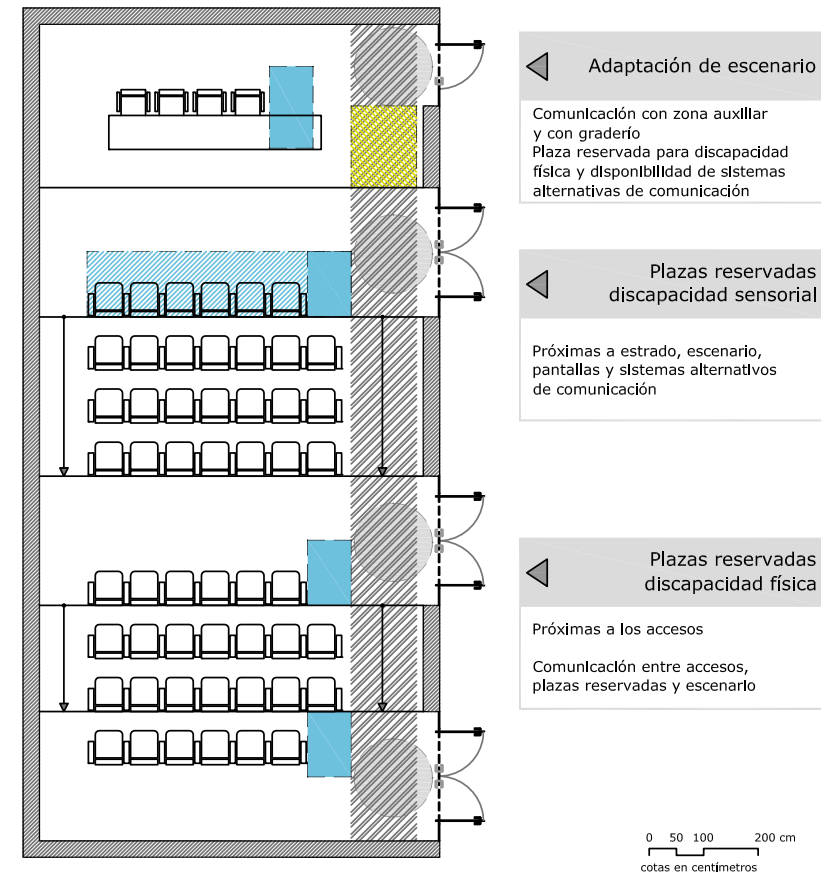 Adaptación de escenario
Comunicación con zona auxiliar
y con graderío
Plaza reservada para discapacidad
física y disponibilidad de sistemas
alternativas de comunicación
Plazas reservadas
discapacidad sensorial
Próximas a estrado, escenario,
pantallas y sistemas alternativos
de comunicación
Plazas reservadas
discapacidad física
Próximas a los accesos
Comunicación entre accesos,
plazas reservadas y escenario
0 50 100 200 cm
cotas en centímetros